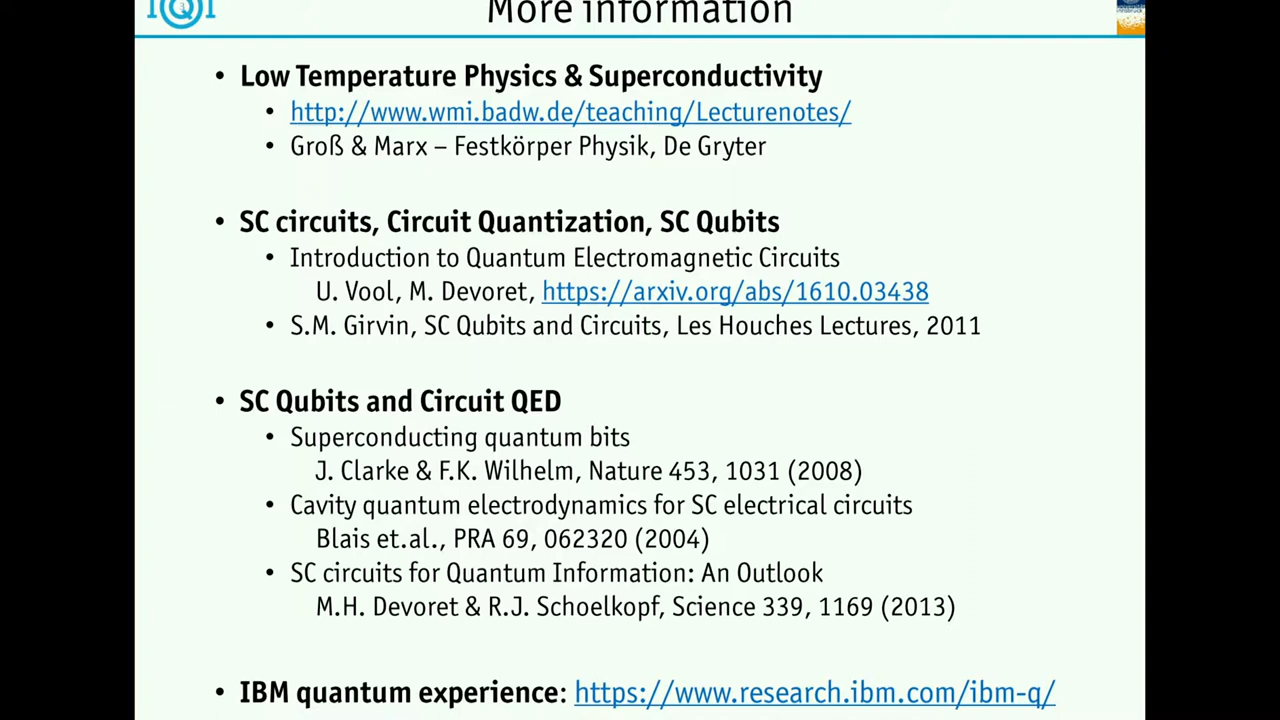 IQI
More information
• Low Temperature Physics & Superconductivity
• http://www.wmi.badw.de/teaching/Lecturenotes/
• Groß & Marx – Festkörper Physik, De Gryter
• SC circuits, Circuit Quantization, SC Qubits
• Introduction to Quantum Electromagnetic Circuits
U. Vool, M. Devoret, https://arxiv.org/abs/1610.03438
• S.M. Girvin, SC Qubits and Circuits, Les Houches Lectures, 2011
• SC Qubits and Circuit QED
• Superconducting quantum bits
J. Clarke & F.K. Wilhelm, Nature 453, 1031 (2008)
• Cavity quantum electrodynamics for SC electrical circuits
Blais et.al., PRA 69, 062320 (2004)
• SC circuits for Quantum Information: An Outlook
M.H. Devoret & R.J. Schoelkopf, Science 339, 1169 (2013)
• IBM quantum experience: https://www.research.ibm.com/ibm-q/